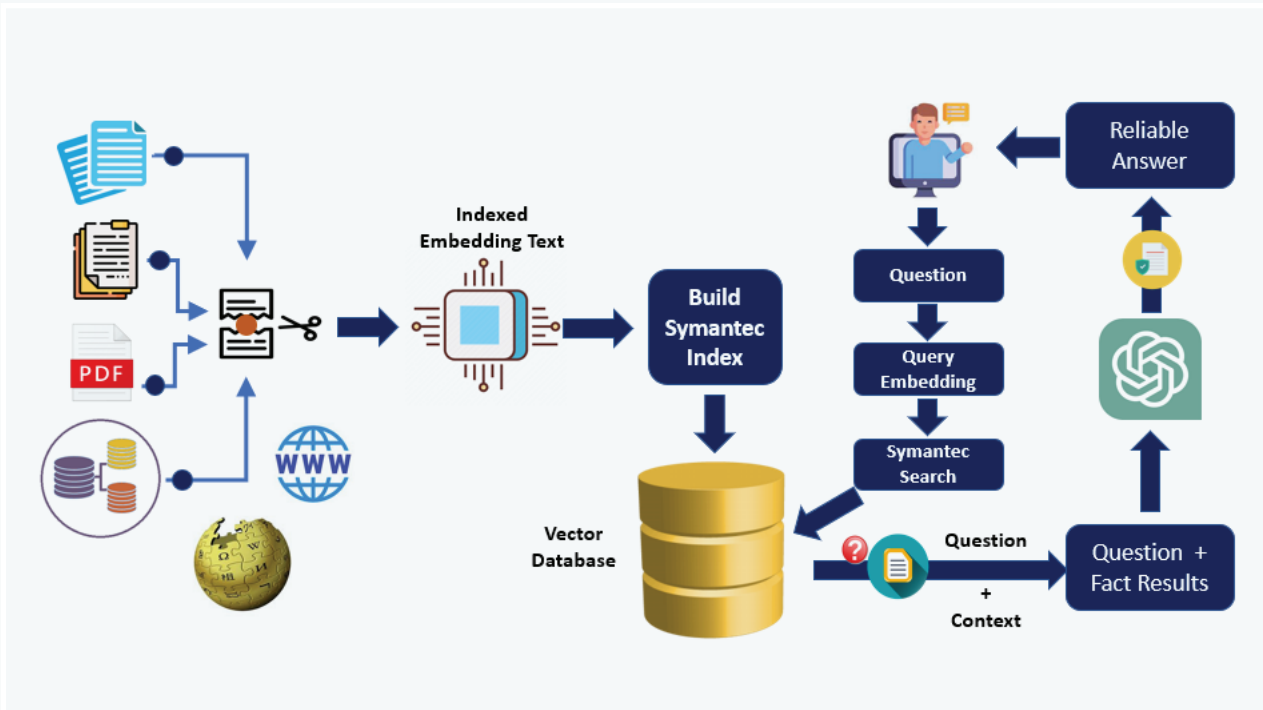 PDF
WWW
Indexed
Embedding Text
Build
Symantec
Index
Vector
Database
Question
Query
Embedding
Symantec
Search
?
Question
+
Context
Question +
Fact Results
Reliable
Answer